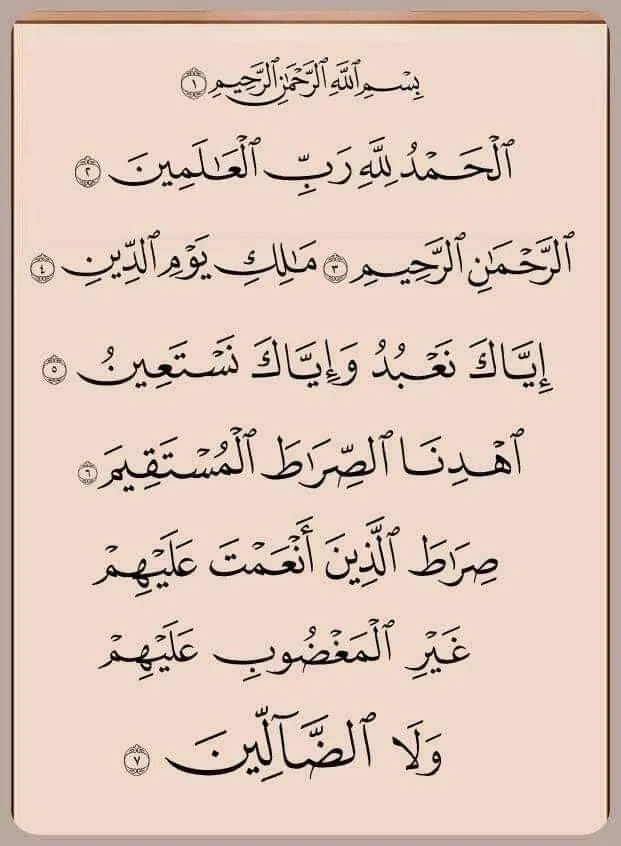 بِسْمِ ٱللَّهِ ٱلرَّحْمَٰنِ ٱلرَّحِيمِ ١
ٱلْحَمْدُ لِلَّهِ رَبِّ ٱلْعَٰلَمِينَ ٢
ٱلرَّحْمَٰنِ ٱلرَّحِيمِ ٣ مَٰلِكِ يَوْمِ ٱلدِّينِ ٤
إِيَّاكَ نَعْبُدُ وَإِيَّاكَ نَسْتَعِينُ ٥
ٱهْدِنَا ٱلصِّرَٰطَ ٱلْمُسْتَقِيمَ ٦
صِرَٰطَ ٱلَّذِينَ أَنْعَمْتَ عَلَيْهِمْ
غَيْرِ ٱلْمَغْضُوبِ عَلَيْهِمْ
وَلَا ٱلضَّآلِّينَ ٧